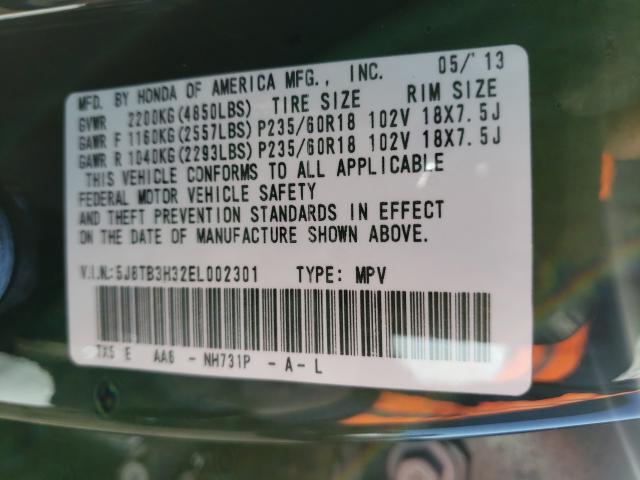 MFD. BY HONDA OF AMERICA MFG., INC. 05/'13
GVWR 2200KG(4850LBS) TIRE SIZE RIM SIZE
GAWR F 1160KG(2557LBS) P235/60R18 102V 18X7.5J
GAWR R 1040KG(2293LBS) P235/60R18 102V 18X7.5J
THIS VEHICLE CONFORMS TO ALL APPLICABLE
FEDERAL MOTOR VEHICLE SAFETY
AND THEFT PREVENTION STANDARDS IN EFFECT
ON THE DATE OF MANUFACTURE SHOWN ABOVE.
V.I.N.:5J8TB3H32EL002301 TYPE: MPV
TX5 E AA6 - NH731P - A - L